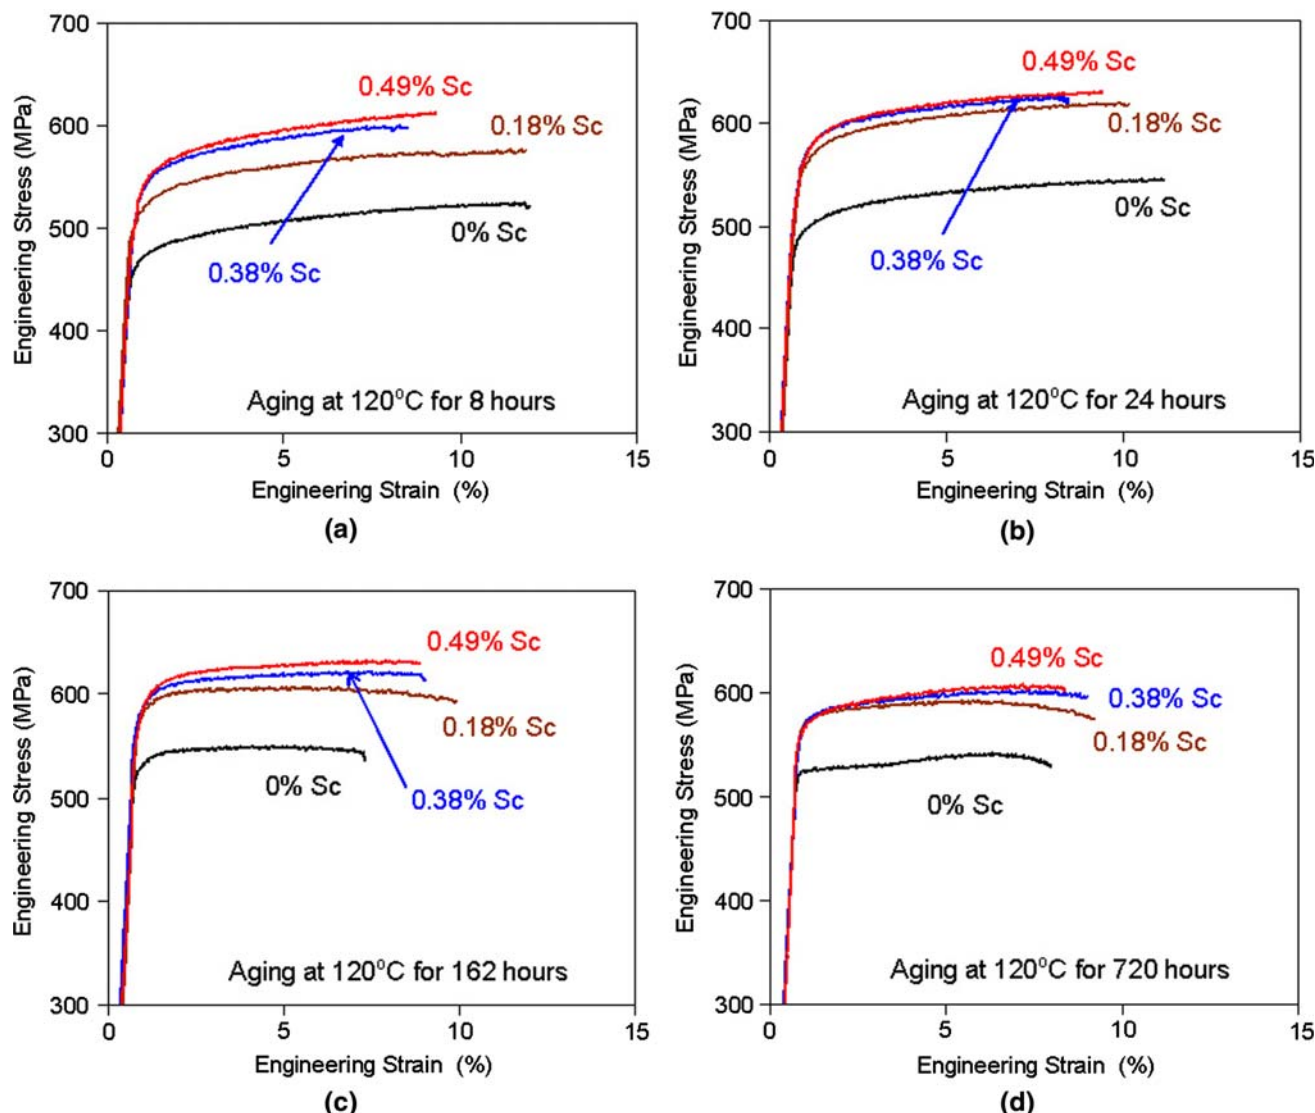 700
600
500
400
300
Engineering Stress (MPa)
0.49% Sc
0.18% Sc
0% Sc
0.38% Sc
Aging at 120⁰C for 8 hours
0
5
10
15
Engineering Strain (%)
(a)
700
600
500
400
300
Engineering Stress (MPa)
0.49% Sc
0.18% Sc
0% Sc
0.38% Sc
Aging at 120⁰C for 24 hours
0
5
10
15
Engineering Strain (%)
(b)
700
600
500
400
300
Engineering Stress (MPa)
0.49% Sc
0.18% Sc
0% Sc
0.38% Sc
Aging at 120⁰C for 162 hours
0
5
10
15
Engineering Strain (%)
(c)
700
600
500
400
300
Engineering Stress (MPa)
0.49% Sc
0.38% Sc
0.18% Sc
0% Sc
Aging at 120⁰C for 720 hours
0
5
10
15
Engineering Strain (%)
(d)